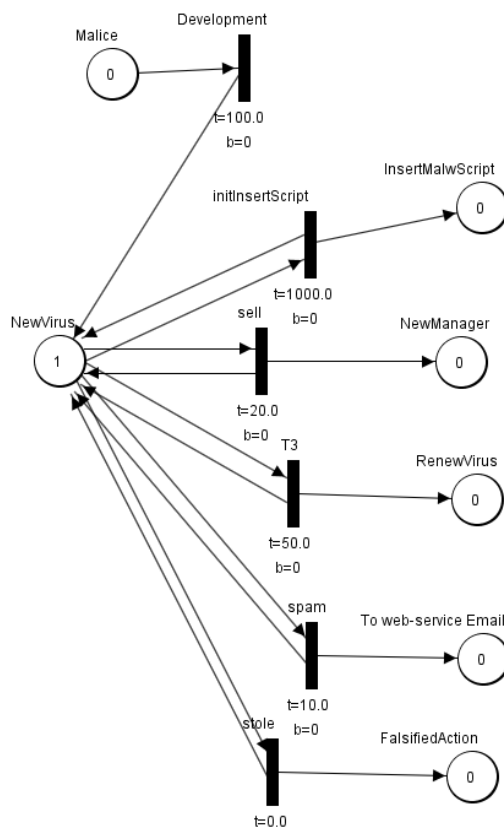 Development
Malice
0
t=100.0
b=0
InsertMalwScript
initInsertScript
0
t=1000.0
b=0
NewVirus
sell
NewManager
1
0
t=20.0
b=0
T3
RenewVirus
0
t=50.0
b=0
spam
To web-service Email
0
t=10.0
b=0
stole
FalsifiedAction
0
t=0.0